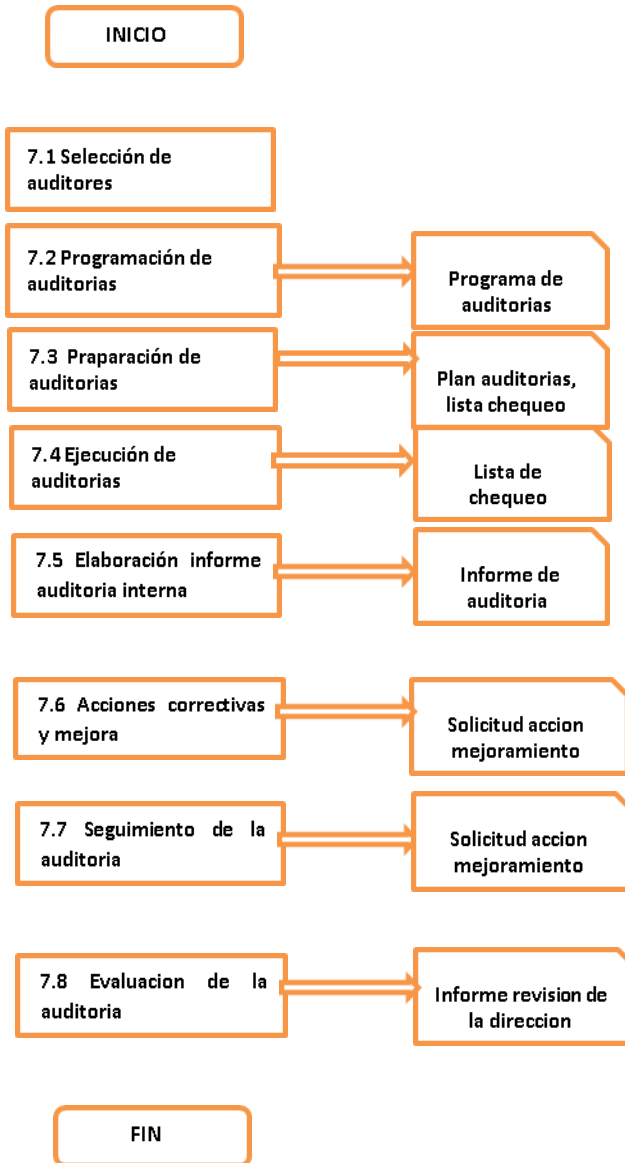 INICIO
7.1 Selección de
auditores
7.2 Programación de
auditorias
Programa de
auditorias
7.3 Praparación de
auditorias
Plan auditorias,
lista chequeo
7.4 Ejecución de
auditorias
Lista de
chequeo
7.5 Elaboración informe
auditoria interna
Informe de
auditoria
7.6 Acciones correctivas
y mejora
Solicitud accion
mejoramiento
7.7 Seguimiento de la
auditoria
Solicitud accion
mejoramiento
7.8 Evaluacion de la
auditoria
Informe revision de
la direccion
FIN